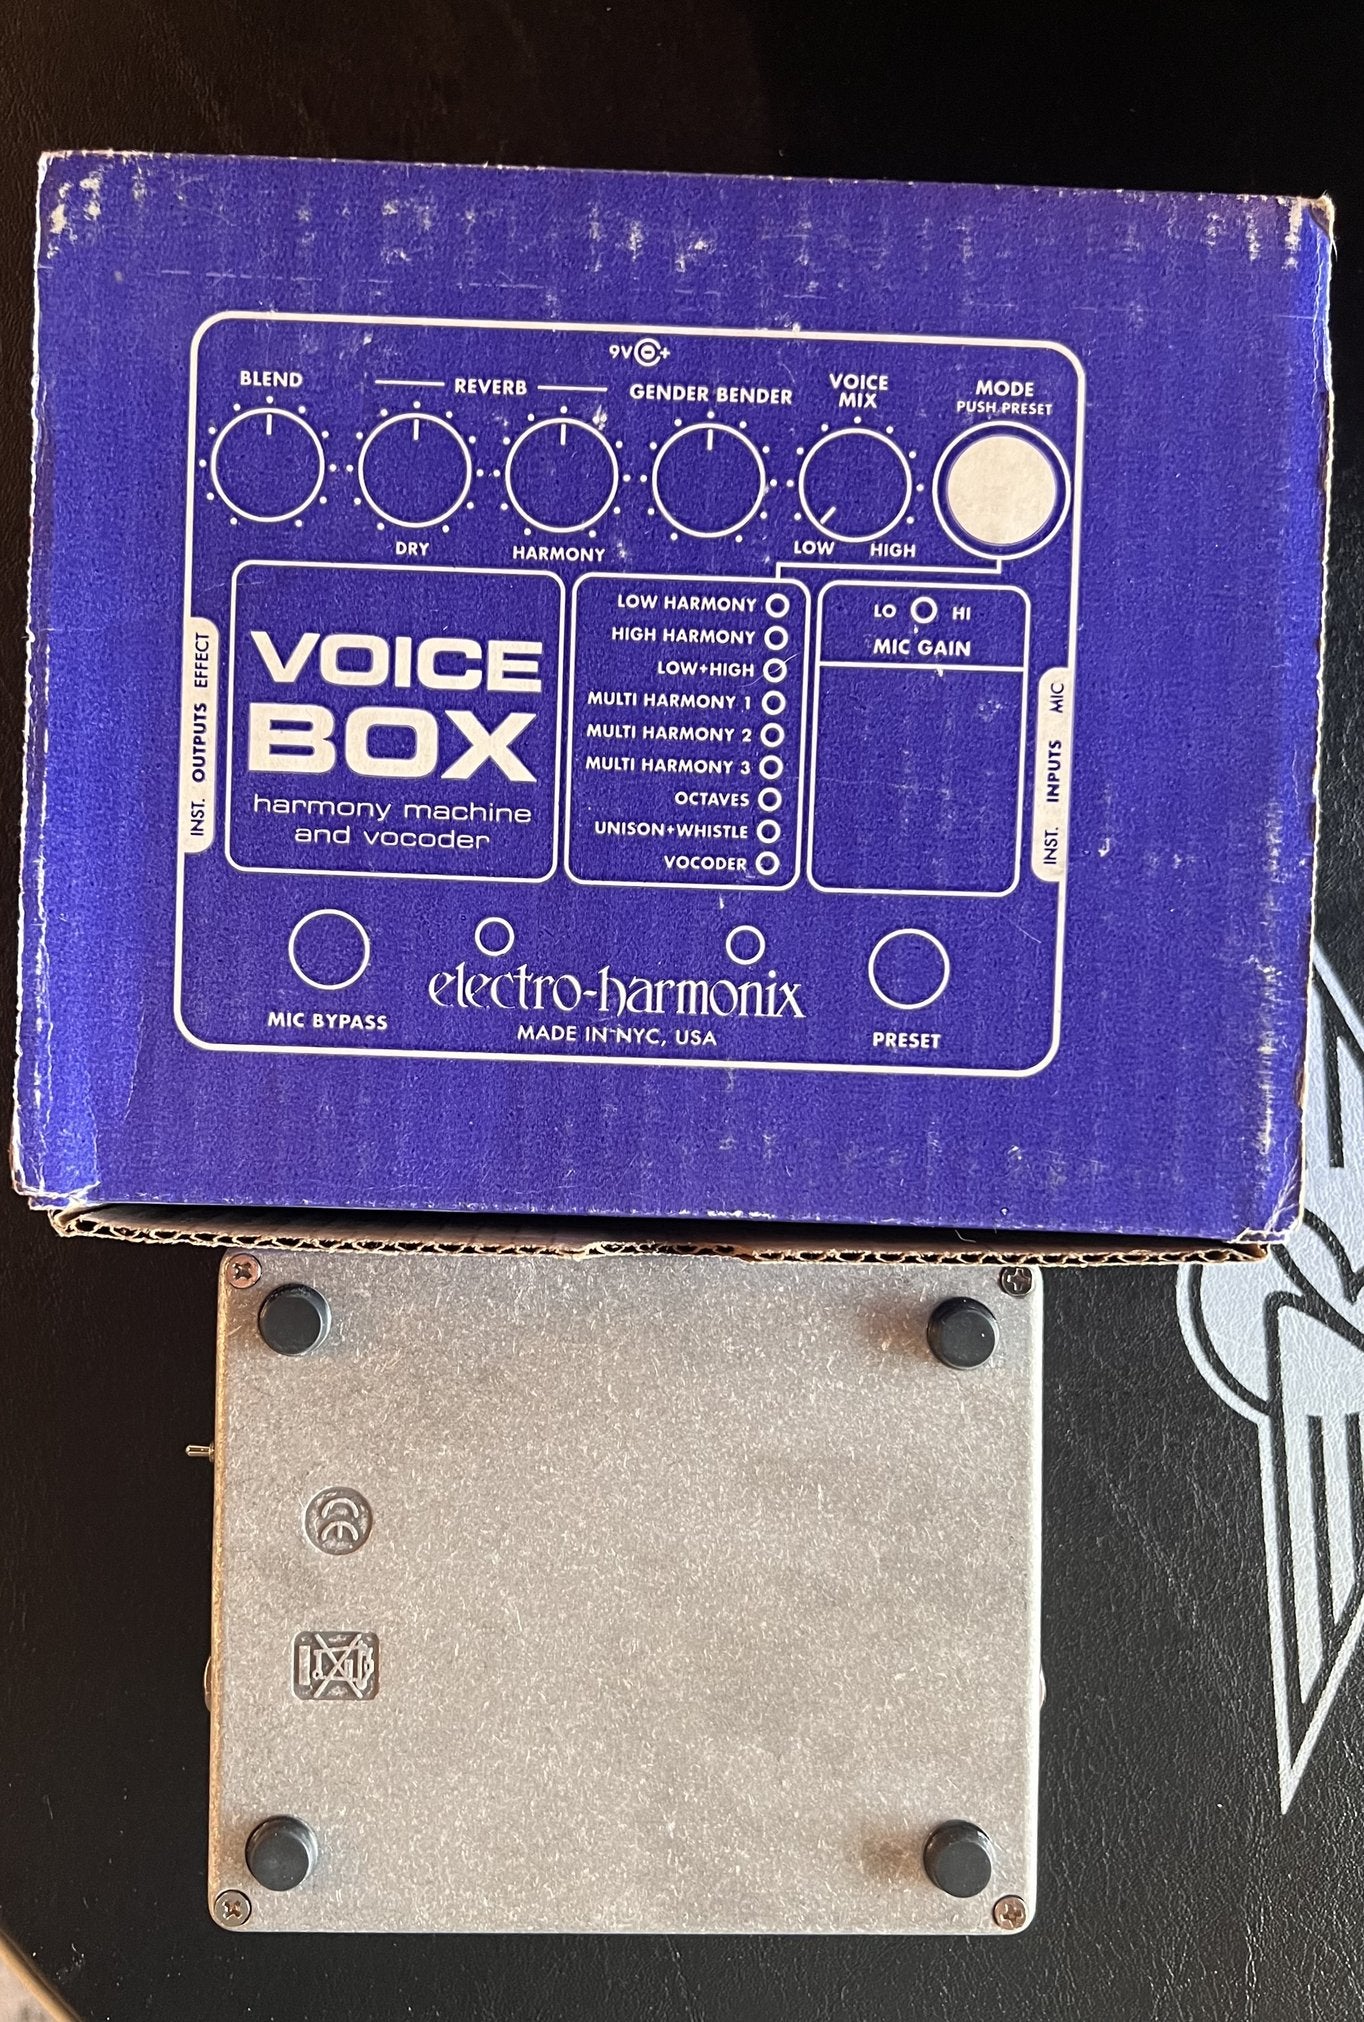 9V - +
BLEND
REVERB
GENDER BENDER
VOICE
MIX
MODE
PUSH PRESET
DRY
HARMONY
LOW HIGH
VOICE
BOX
harmony machine
and vocoder
LOW HARMONY
HIGH HARMONY
LOW+HIGH
MULTI HARMONY 1
MULTI HARMONY 2
MULTI HARMONY 3
OCTAVES
UNISON+WHISTLE
VOCODER
LO HI
MIC GAIN
INST. OUTPUTS EFFECT
INST. INPUTS MIC
MIC BYPASS
electro-harmonix
MADE IN NYC, USA
PRESET
CE